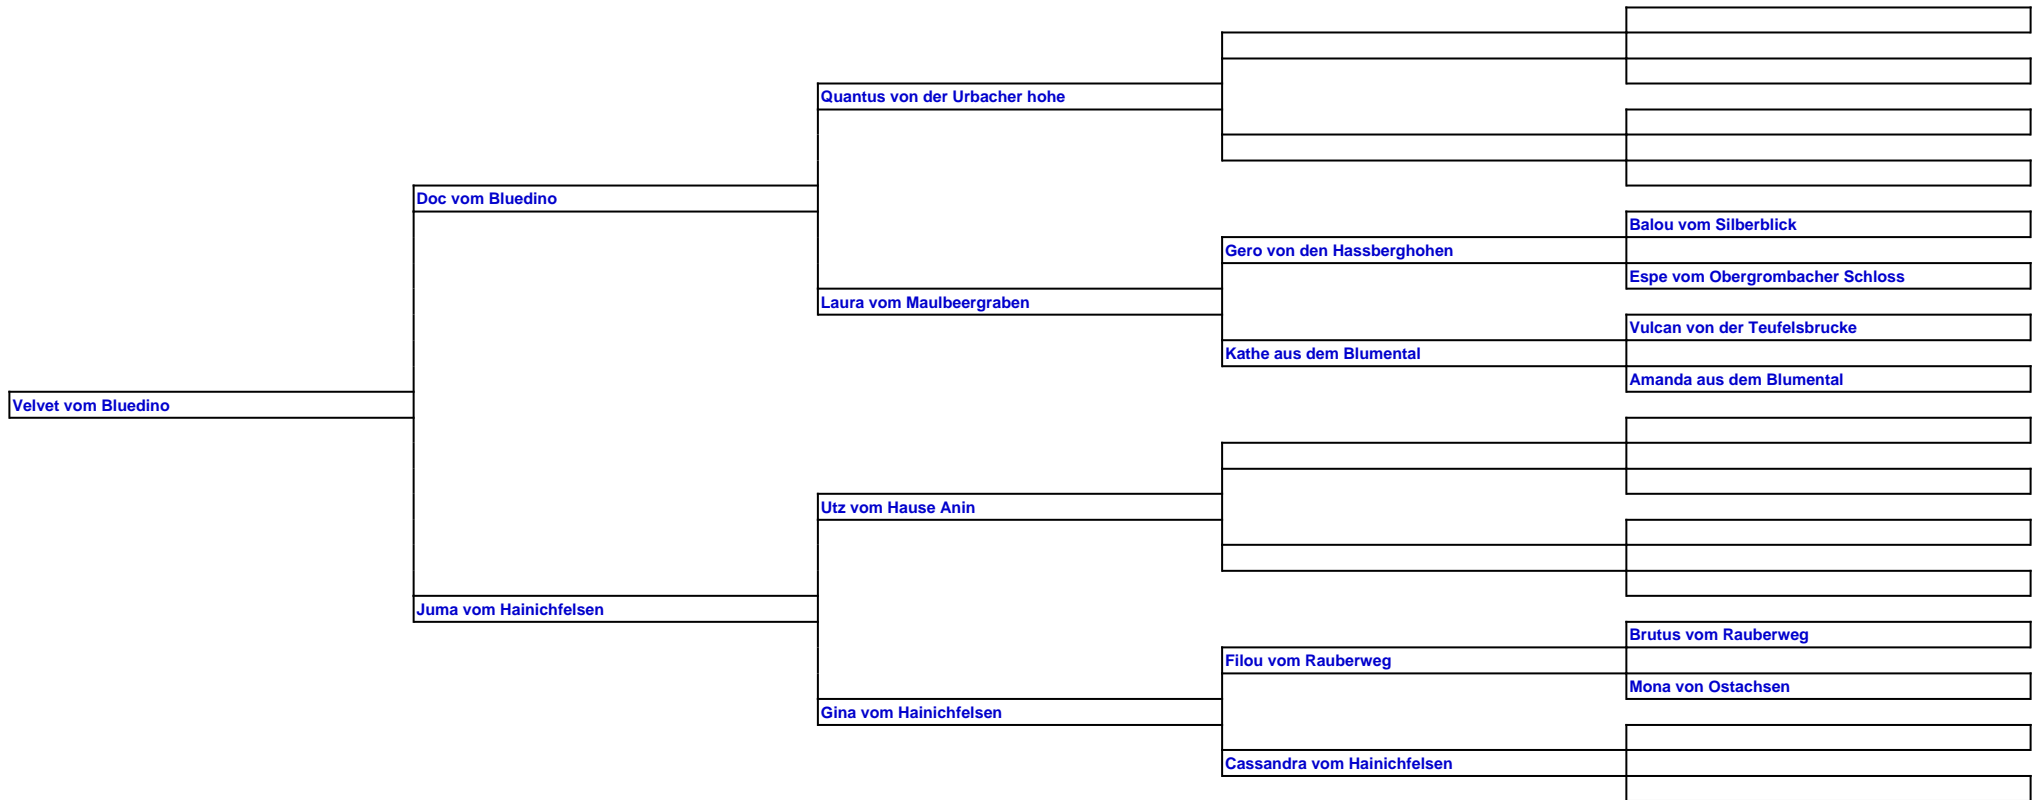 Quantus von der Urbacher hohe
Doc vom Bluedino
Balou vom Silberblick
Gero von den Hassberghohen
Espe vom Obergrombacher Schloss
Laura vom Maulbeergraben
Vulcan von der Teufelsbrucke
Kathe aus dem Blumental
Amanda aus dem Blumental
Velvet vom Bluedino
Utz vom Hause Anin
Juma vom Hainichfelsen
Brutus vom Rauberweg
Filou vom Rauberweg
Mona von Ostachsen
Gina vom Hainichfelsen
Cassandra vom Hainichfelsen